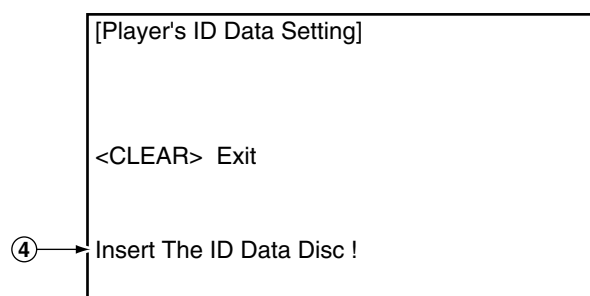 [Player's ID Data Setting]
<CLEAR>  Exit
④ Insert The ID Data Disc !